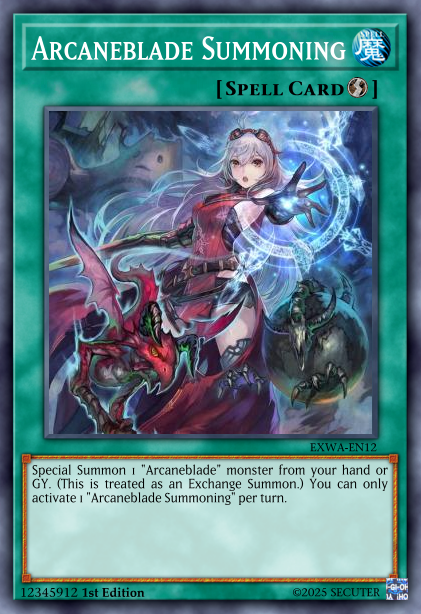 ARCANEBLADE SUMMONING 魔
[SPELL CARD]
EXWA-EN12
Special Summon 1 "Arcaneblade" monster from your hand or
GY. (This is treated as an Exchange Summon.) You can only
activate 1 "Arcaneblade Summoning" per turn.
12345912 1st Edition ©2025 SECUTER